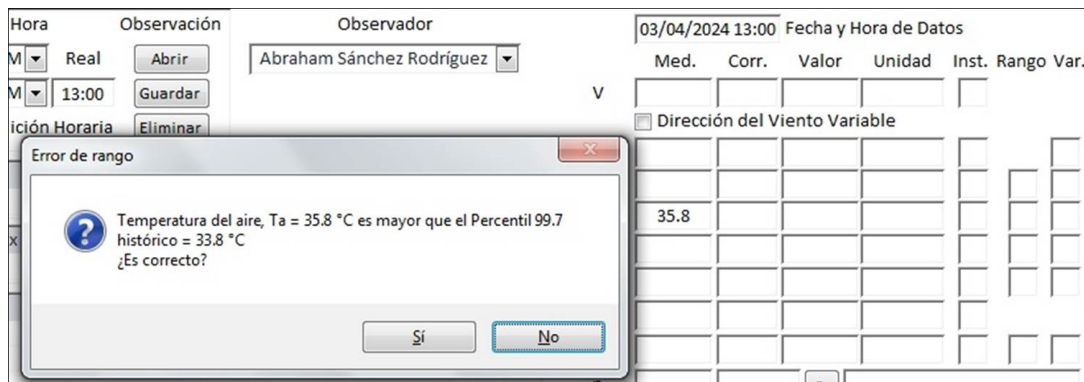 Hora Observación Observador 03/04/2024 13:00 Fecha y Hora de Datos
M Real Abrir Abraham Sánchez Rodríguez Med. Corr. Valor Unidad Inst. Rango Var.
M 13:00 Guardar V
ición Horaria Eliminar Dirección del Viento Variable
Error de rango
Temperatura del aire, Ta = 35.8 °C es mayor que el Percentil 99.7
histórico = 33.8 °C
¿Es correcto?
Sí No
35.8